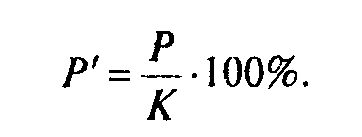 P' = P/K · 100%.